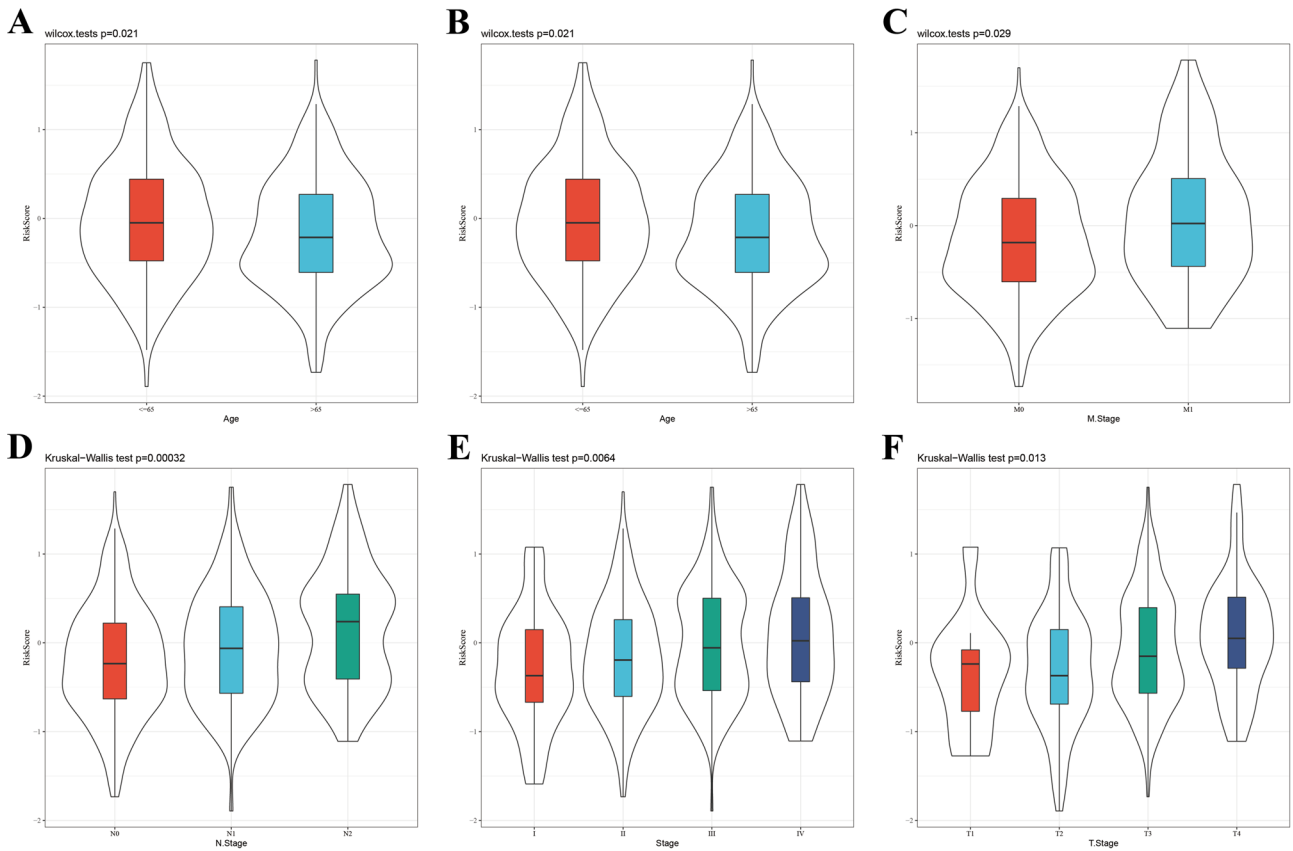 A
wilcox.tests p=0.021
RiskScore
1
0
−1
−2
<=65
>65
Age
B
wilcox.tests p=0.021
RiskScore
1
0
−1
−2
<=65
>65
Age
C
wilcox.tests p=0.029
RiskScore
1
0
−1
M0
M1
M.Stage
D
Kruskal−Wallis test p=0.00032
RiskScore
1
0
−1
−2
N0
N1
N2
N.Stage
E
Kruskal−Wallis test p=0.0064
RiskScore
1
0
−1
−2
I
II
III
IV
Stage
F
Kruskal−Wallis test p=0.013
RiskScore
1
0
−1
−2
T1
T2
T3
T4
T.Stage